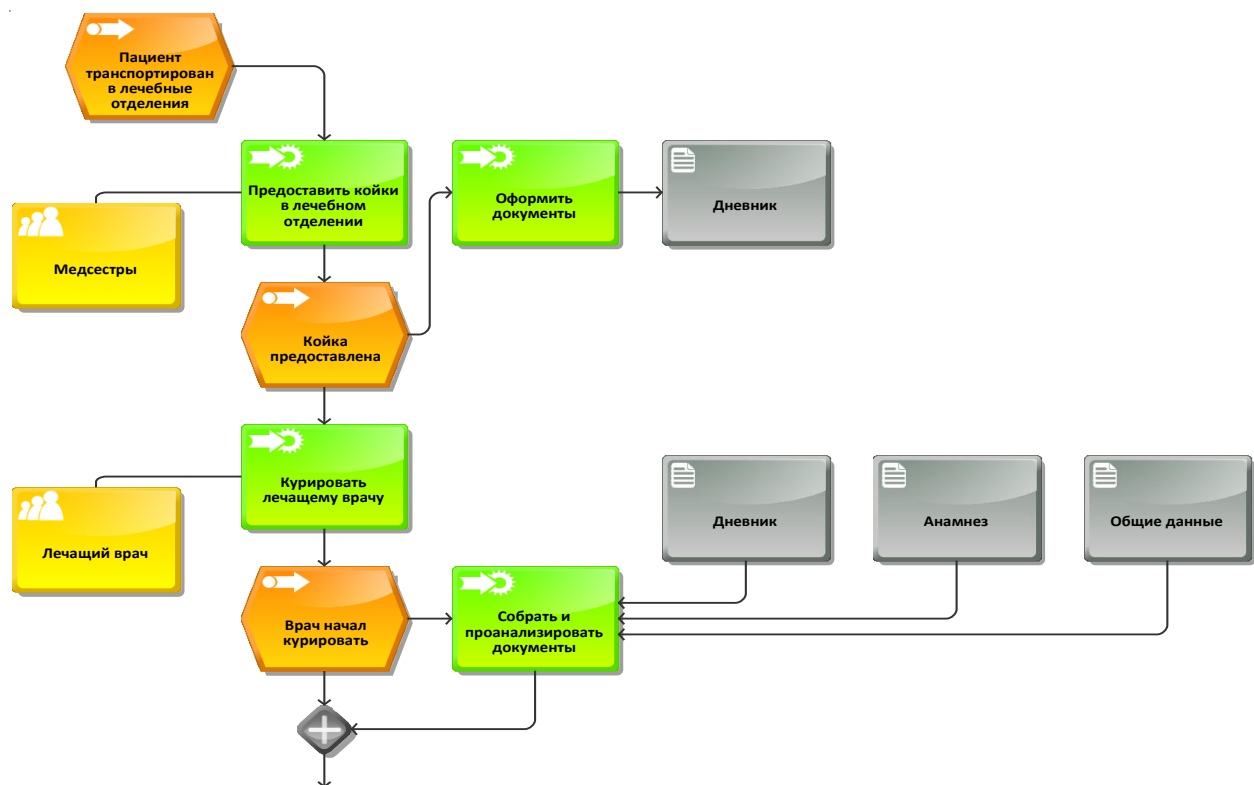 Пациент
транспортирован
в лечебные
отделения
Предоставить койки
в лечебном
отделении
Оформить
документы
Дневник
Медсестры
Койка
предоставлена
Курировать
лечащему врачу
Лечащий врач
Дневник
Анамнез
Общие данные
Врач начал
курировать
Собрать и
проанализировать
документы